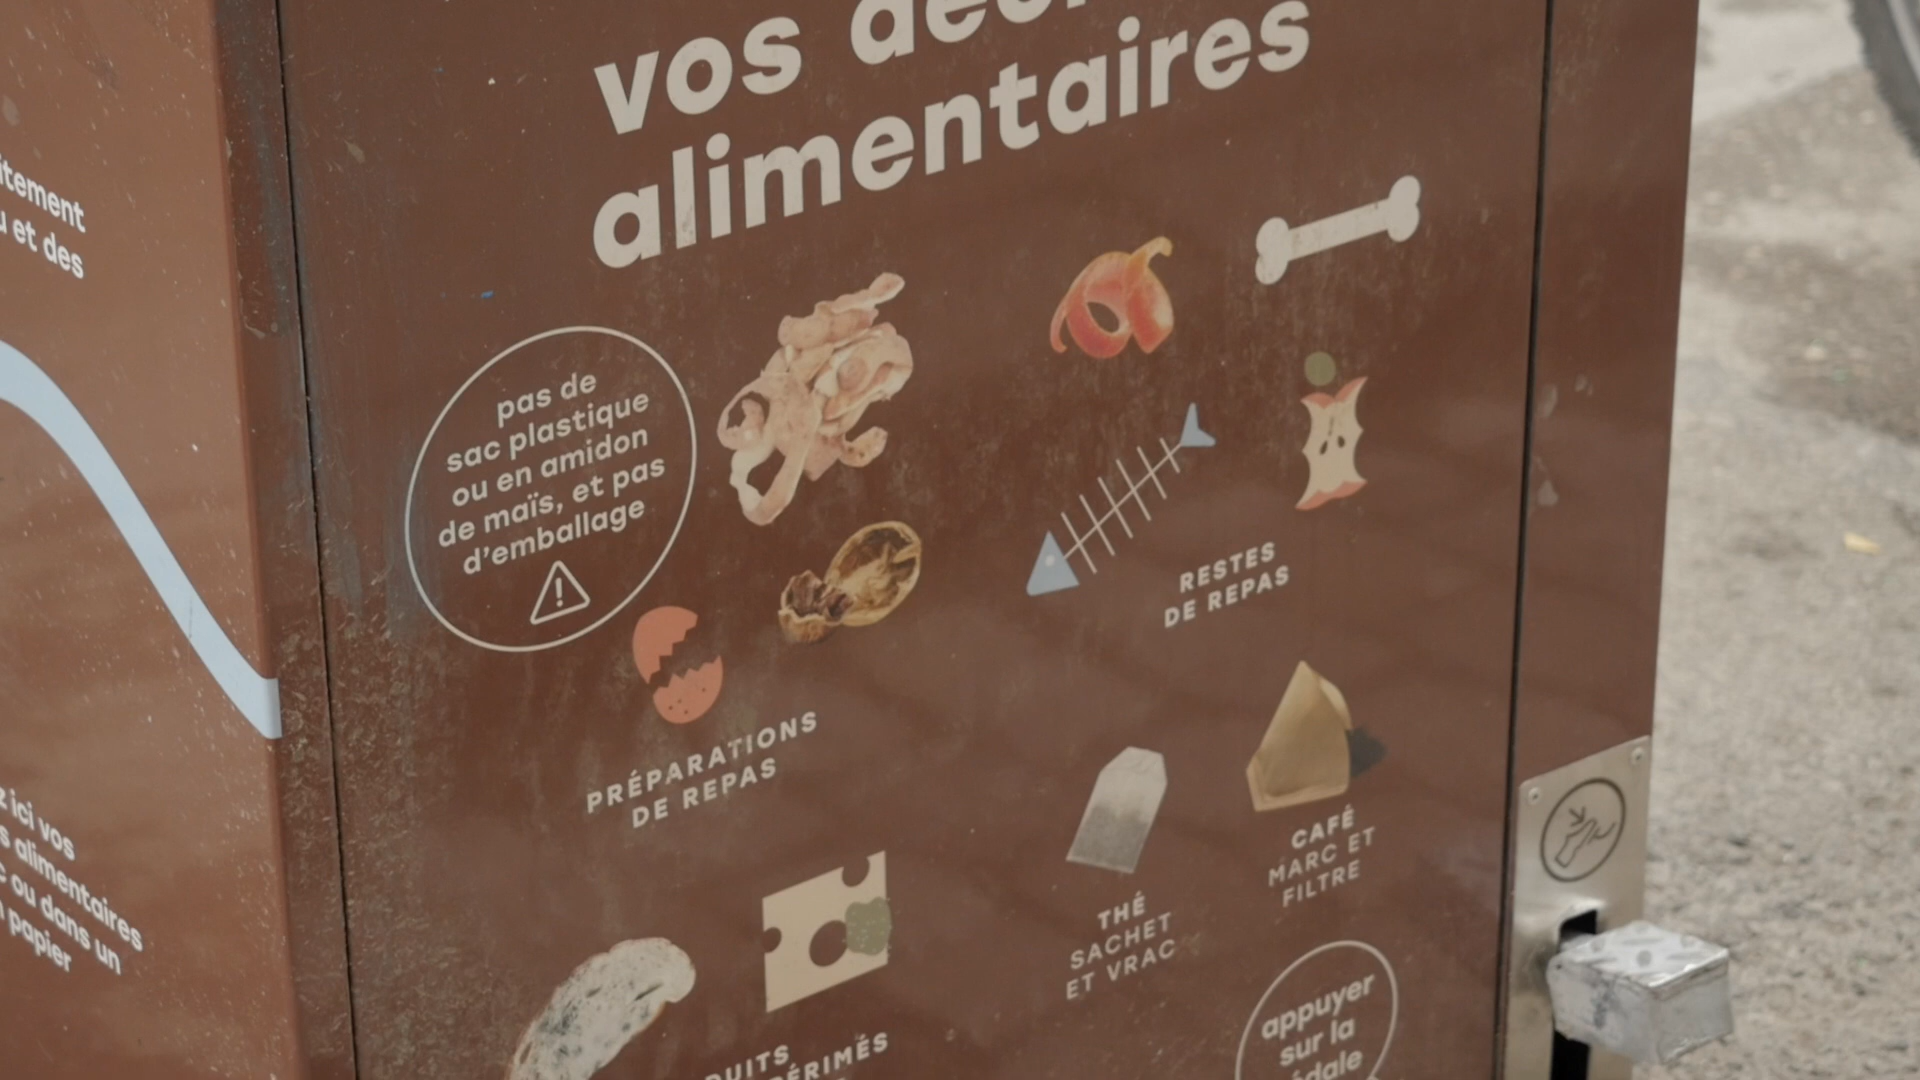 vos
alimentaires
pas de
sac plastique
ou en amidon
de maïs, et pas
d'emballage
RESTES
DE REPAS
PRÉPARATIONS
DE REPAS
CAFÉ
MARC ET
FILTRE
THÉ
SACHET
ET VRAC
appuyer
sur la
et des
ici vos
alimentaires
ou dans un
papier